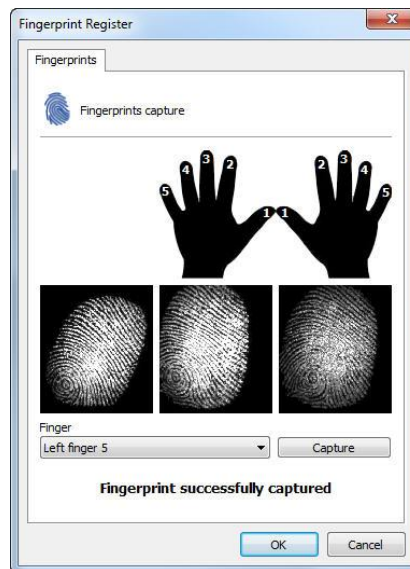 Fingerprint Register
Fingerprints
Fingerprints capture
3 3
4 2 2 4
5 5
1 1
Finger
Left finger 5 Capture
Fingerprint successfully captured
OK Cancel